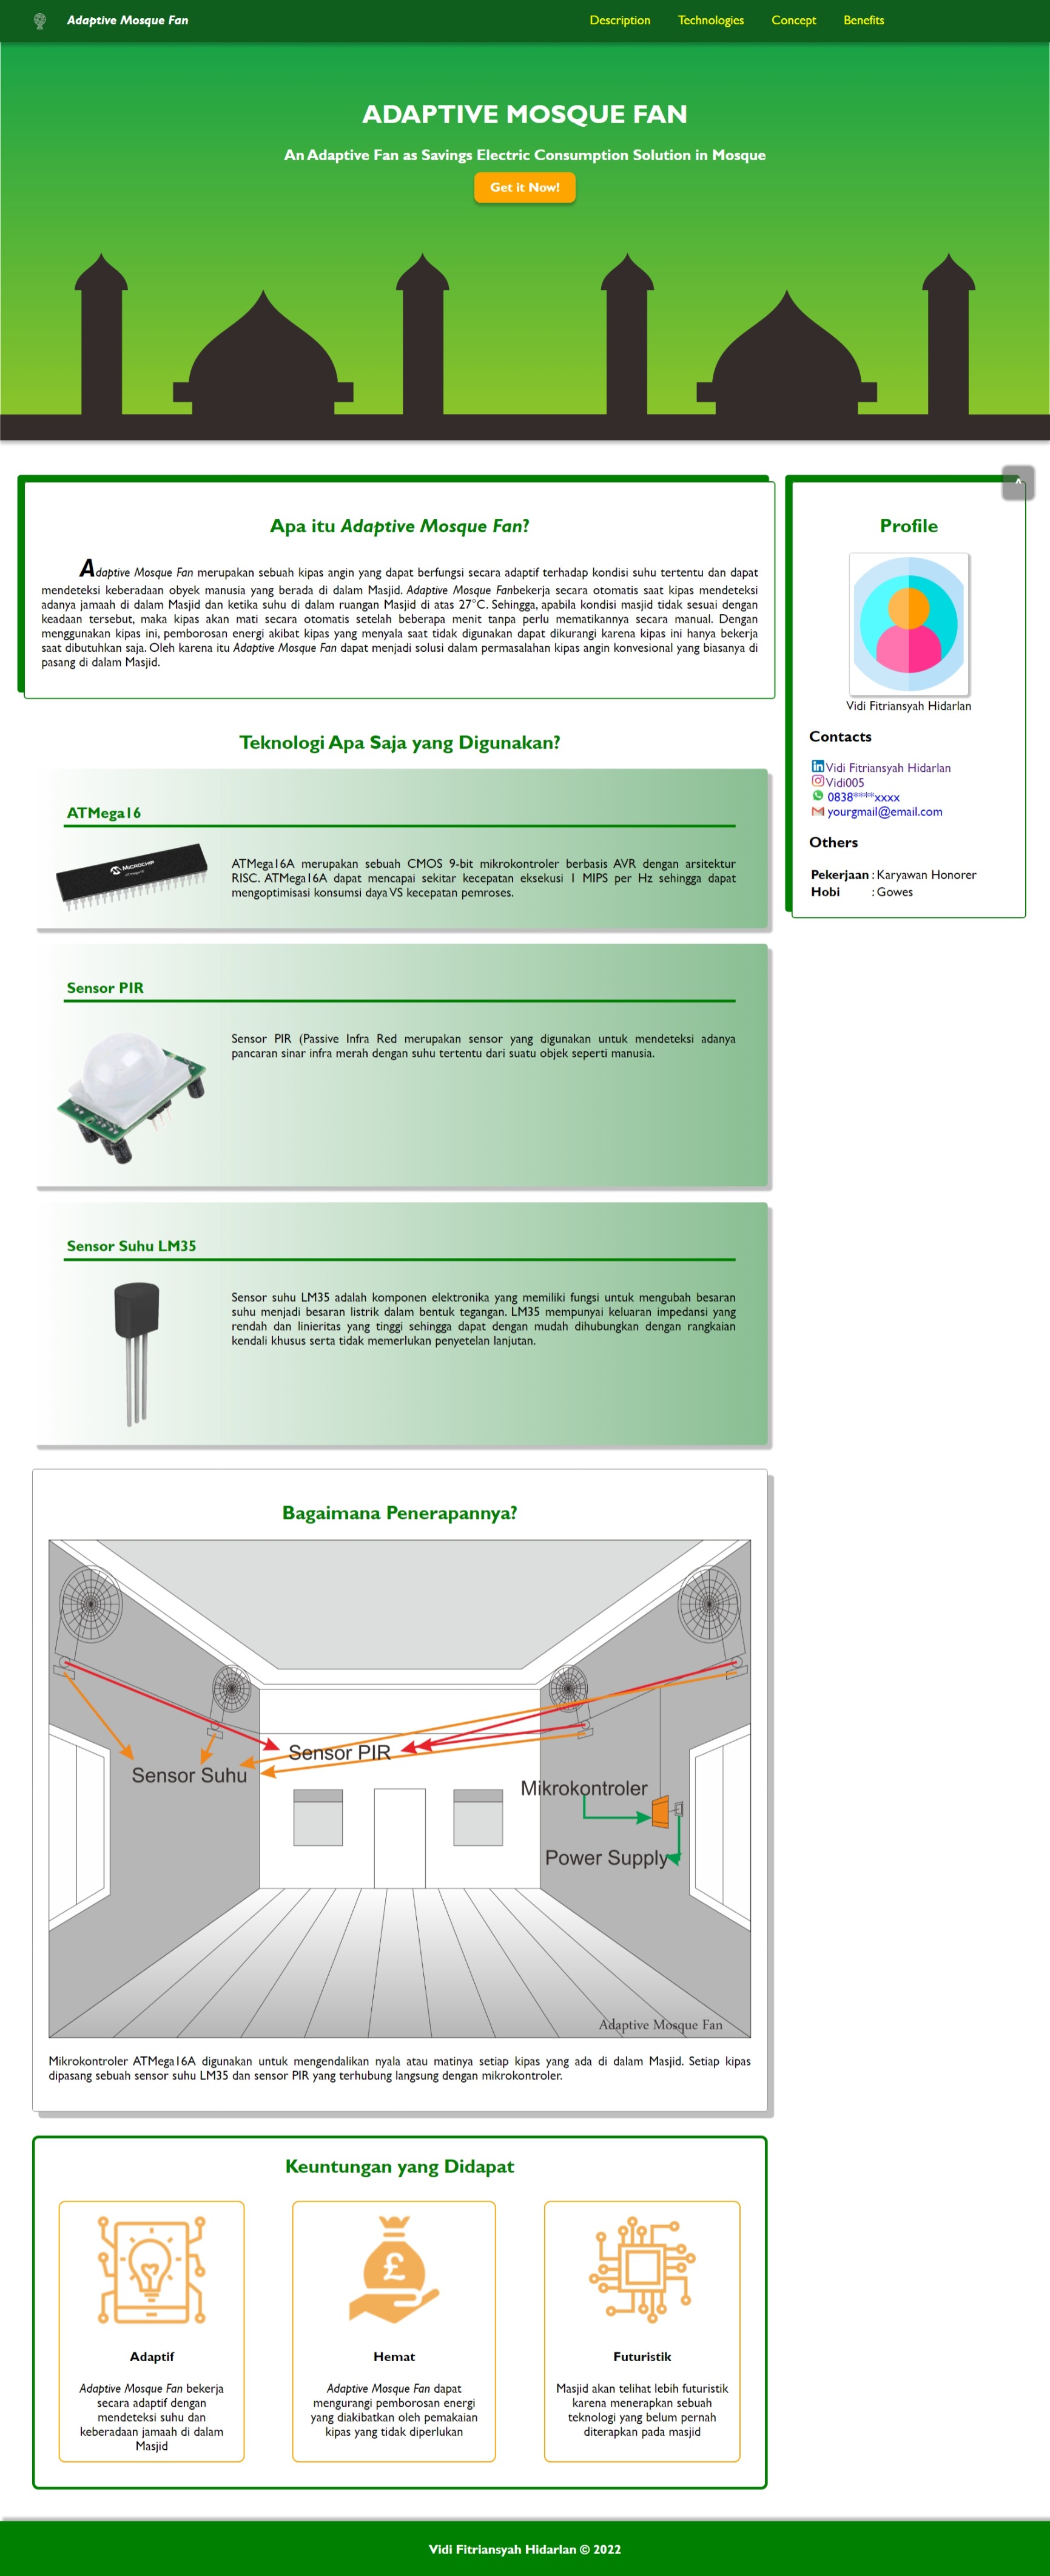 Adaptive Mosque Fan
Description
Technologies
Concept
Benefits
ADAPTIVE MOSQUE FAN
An Adaptive Fan as Savings Electric Consumption Solution in Mosque
Get it Now!
^
Apa itu Adaptive Mosque Fan?
Adaptive Mosque Fan merupakan sebuah kipas angin yang dapat berfungsi secara adaptif terhadap kondisi suhu tertentu dan dapat
mendeteksi keberadaan obyek manusia yang berada di dalam Masjid. Adaptive Mosque Fanbekerja secara otomatis saat kipas mendeteksi
adanya jamaah di dalam Masjid dan ketika suhu di dalam ruangan Masjid di atas 27°C. Sehingga, apabila kondisi masjid tidak sesuai dengan
keadaan tersebut, maka kipas akan mati secara otomatis setelah beberapa menit tanpa perlu mematikannya secara manual. Dengan
menggunakan kipas ini, pemborosan energi akibat kipas yang menyala saat tidak digunakan dapat dikurangi karena kipas ini hanya bekerja
saat dibutuhkan saja. Oleh karena itu Adaptive Mosque Fan dapat menjadi solusi dalam permasalahan kipas angin konvesional yang biasanya di
pasang di dalam Masjid.
Profile
Vidi Fitriansyah Hidarlan
Contacts
Vidi Fitriansyah Hidarlan
Vidi005
0838****xxxx
yourgmail@email.com
Others
Pekerjaan : Karyawan Honorer
Hobi : Gowes
Teknologi Apa Saja yang Digunakan?
ATMega16
MICROCHIP
ATMega16A merupakan sebuah CMOS 9-bit mikrokontroler berbasis AVR dengan arsitektur
RISC. ATMega16A dapat mencapai sekitar kecepatan eksekusi 1 MIPS per Hz sehingga dapat
mengoptimisasi konsumsi daya VS kecepatan pemroses.
Sensor PIR
Sensor PIR (Passive Infra Red merupakan sensor yang digunakan untuk mendeteksi adanya
pancaran sinar infra merah dengan suhu tertentu dari suatu objek seperti manusia.
Sensor Suhu LM35
Sensor suhu LM35 adalah komponen elektronika yang memiliki fungsi untuk mengubah besaran
suhu menjadi besaran listrik dalam bentuk tegangan. LM35 mempunyai keluaran impedansi yang
rendah dan linieritas yang tinggi sehingga dapat dengan mudah dihubungkan dengan rangkaian
kendali khusus serta tidak memerlukan penyetelan lanjutan.
Bagaimana Penerapannya?
Sensor PIR
Sensor Suhu
Mikrokontroler
Power Supply
Adaptive Mosque Fan
Mikrokontroler ATMega16A digunakan untuk mengendalikan nyala atau matinya setiap kipas yang ada di dalam Masjid. Setiap kipas
dipasang sebuah sensor suhu LM35 dan sensor PIR yang terhubung langsung dengan mikrokontroler.
Keuntungan yang Didapat
£
Adaptif
Adaptive Mosque Fan bekerja
secara adaptif dengan
mendeteksi suhu dan
keberadaan jamaah di dalam
Masjid
Hemat
Adaptive Mosque Fan dapat
mengurangi pemborosan energi
yang diakibatkan oleh pemakaian
kipas yang tidak diperlukan
Futuristik
Masjid akan telihat lebih futuristik
karena menerapkan sebuah
teknologi yang belum pernah
diterapkan pada masjid
Vidi Fitriansyah Hidarlan © 2022